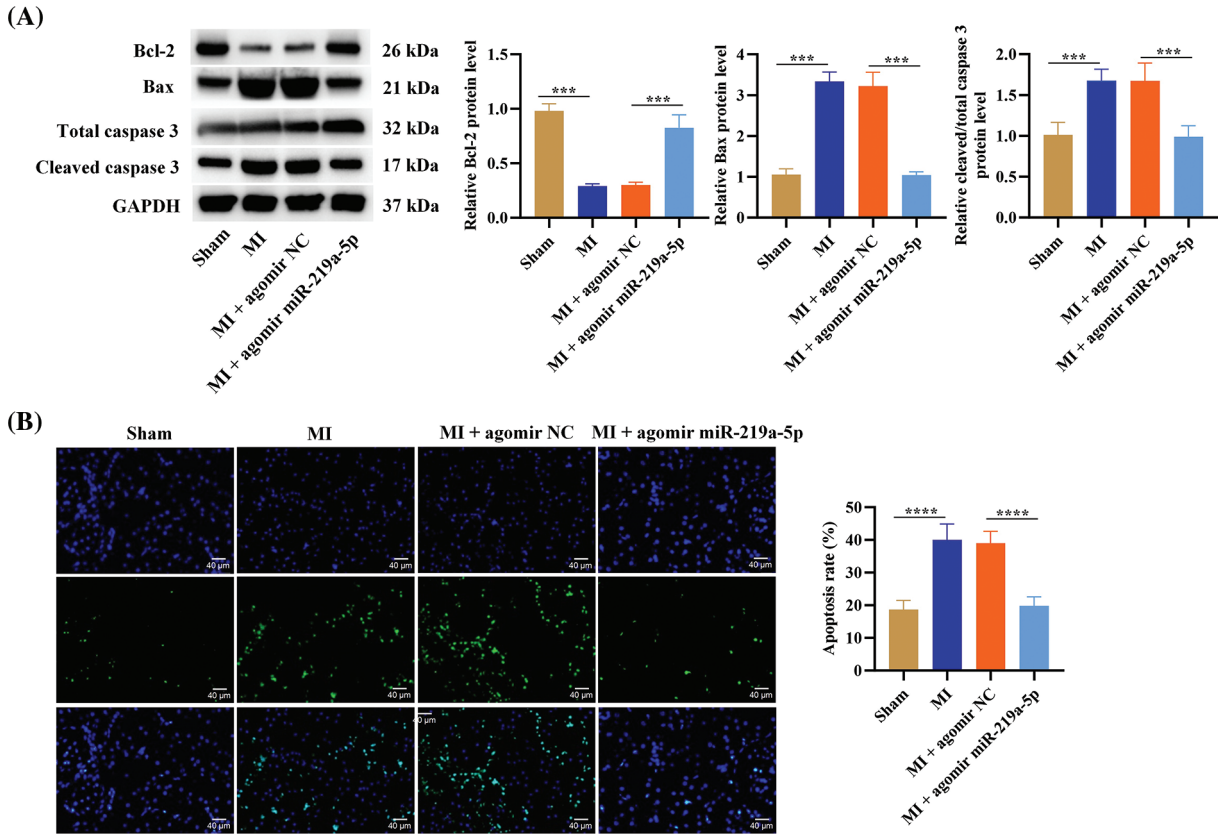 (A)
Bcl-2
26 kDa
Bax
21 kDa
Total caspase 3
32 kDa
Cleaved caspase 3
17 kDa
GAPDH
37 kDa
Sham
MI
MI + agomir NC
MI + agomir miR-219a-5p
Relative Bcl-2 protein level
1.5
1.0
0.5
0.0
***
***
Sham
MI
MI + agomir NC
MI + agomir miR-219a-5p
Relative Bax protein level
4
3
2
1
0
***
***
Sham
MI
MI + agomir NC
MI + agomir miR-219a-5p
Relative cleaved/total caspase 3
protein level
2.0
1.5
1.0
0.5
0.0
***
***
Sham
MI
MI + agomir NC
MI + agomir miR-219a-5p
(B)
Sham
MI
MI + agomir NC
MI + agomir miR-219a-5p
40 μm
40 μm
40 μm
40 μm
40 μm
40 μm
40 μm
40 μm
40 μm
40 μm
40 μm
40 μm
40 μm
Apoptosis rate (%)
50
40
30
20
10
0
****
****
Sham
MI
MI + agomir NC
MI + agomir miR-219a-5p